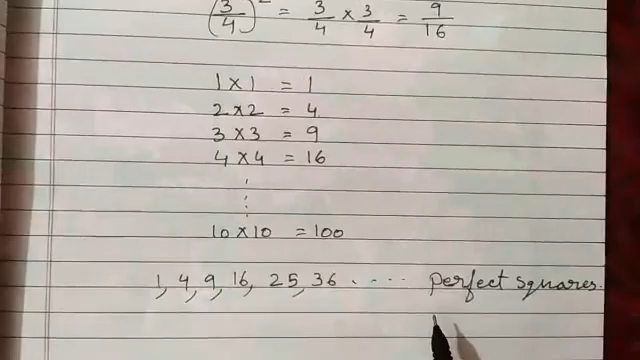 (3/4)² = 3/4 × 3/4 = 9/16
1 × 1 = 1
2 × 2 = 4
3 × 3 = 9
4 × 4 = 16
⋮
10 × 10 = 100
1, 4, 9, 16, 25, 36 ..... perfect squares.